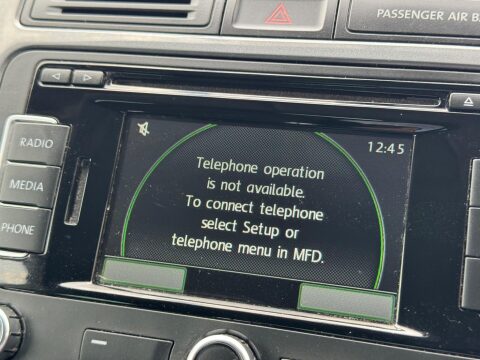 PASSENGER AIR B
RADIO
MEDIA
PHONE
12:45
Telephone operation
is not available.
To connect telephone
select Setup or
telephone menu in MFD.